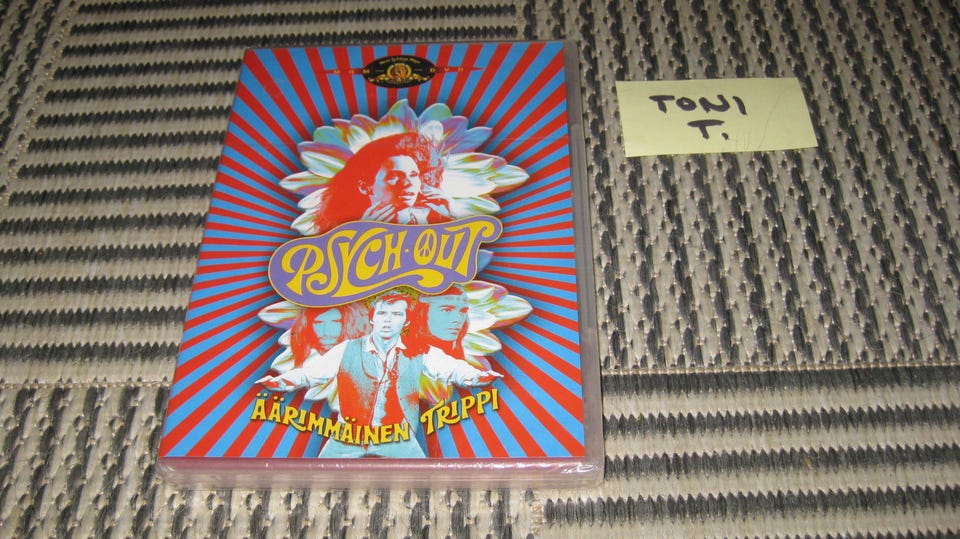 PSYCH-OUT
ÄÄRIMMÄINEN TRIPPI
TONI
T.